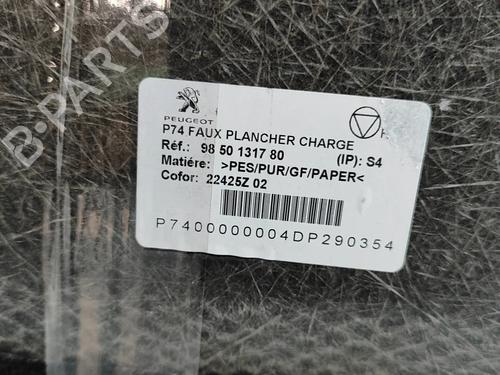 B-PARTS
PEUGEOT
P74 FAUX PLANCHER CHARGE
Réf.: 98 50 1317 80 (IP): S4
Matiére: >PES/PUR/GF/PAPER<
Cofor: 22425Z 02
P7400000004DP290354